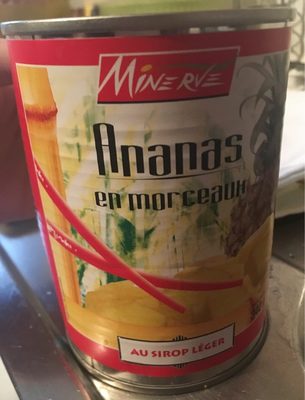 MINERVE
Ananas
en morceaux
AU SIROP LÉGER